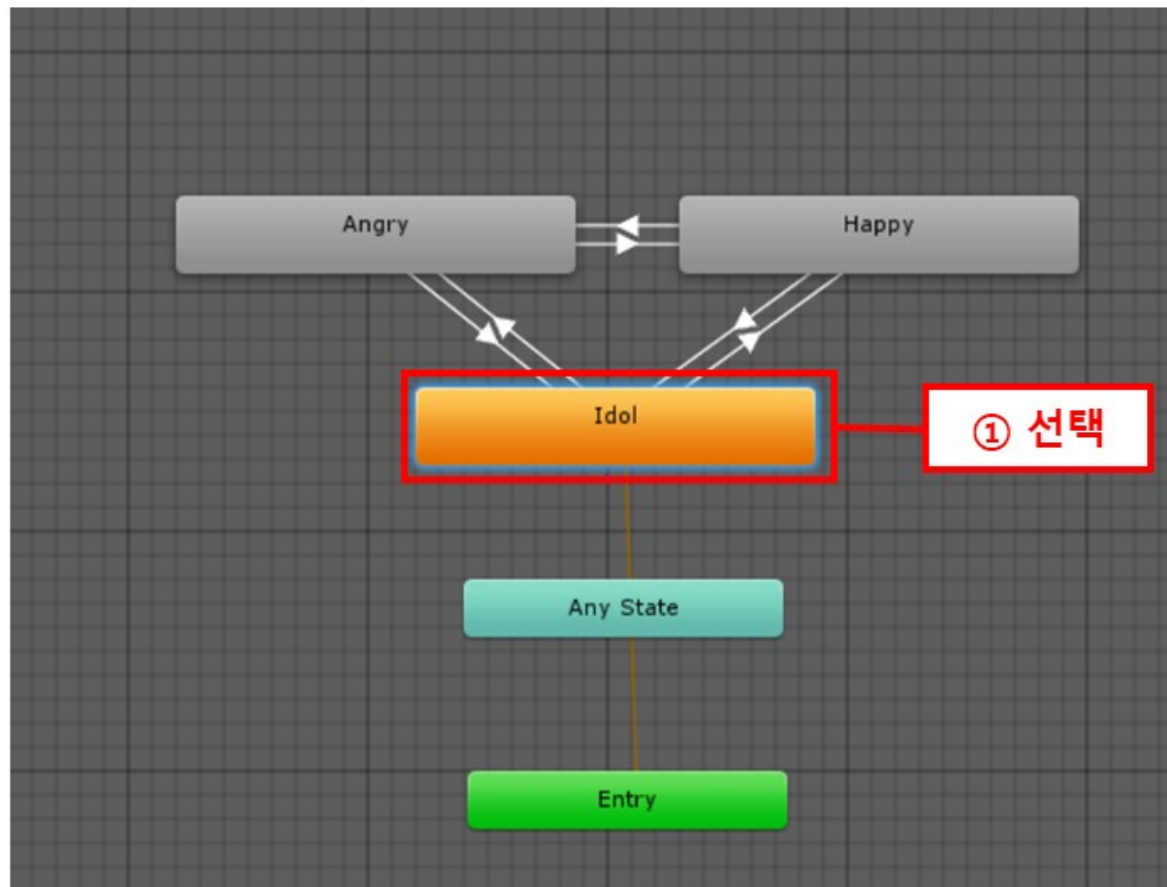 Angry
Happy
Idol
① 선택
Any State
Entry